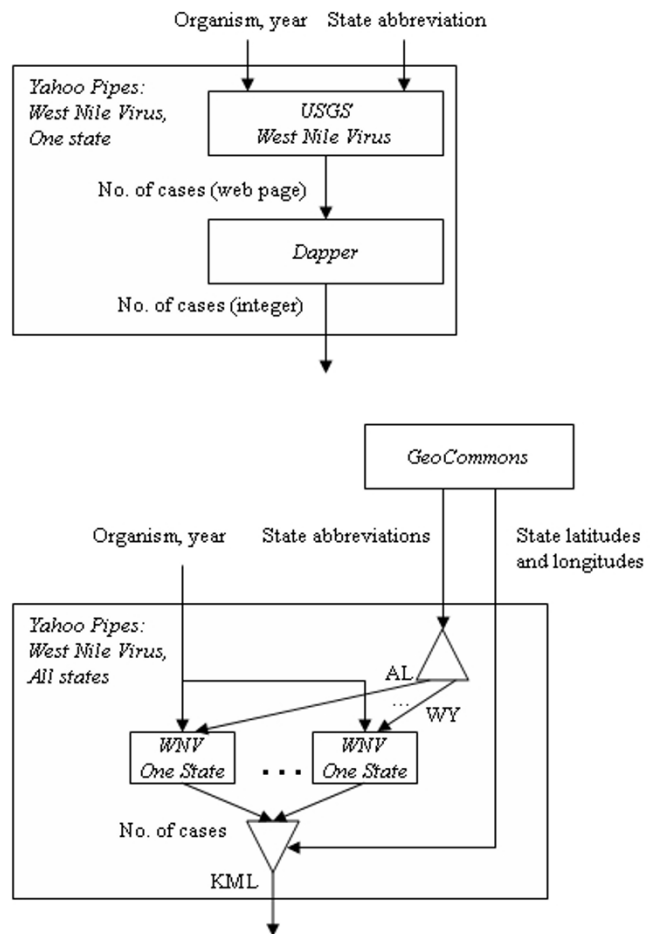 Organism, year
State abbreviation
Yahoo Pipes:
West Nile Virus,
One state
USGS
West Nile Virus
No. of cases (web page)
Dapper
No. of cases (integer)
GeoCommons
Organism, year
State abbreviations
State latitudes
and longitudes
Yahoo Pipes:
West Nile Virus,
All states
AL
...
WY
WNV
One State
...
WNV
One State
No. of cases
KML